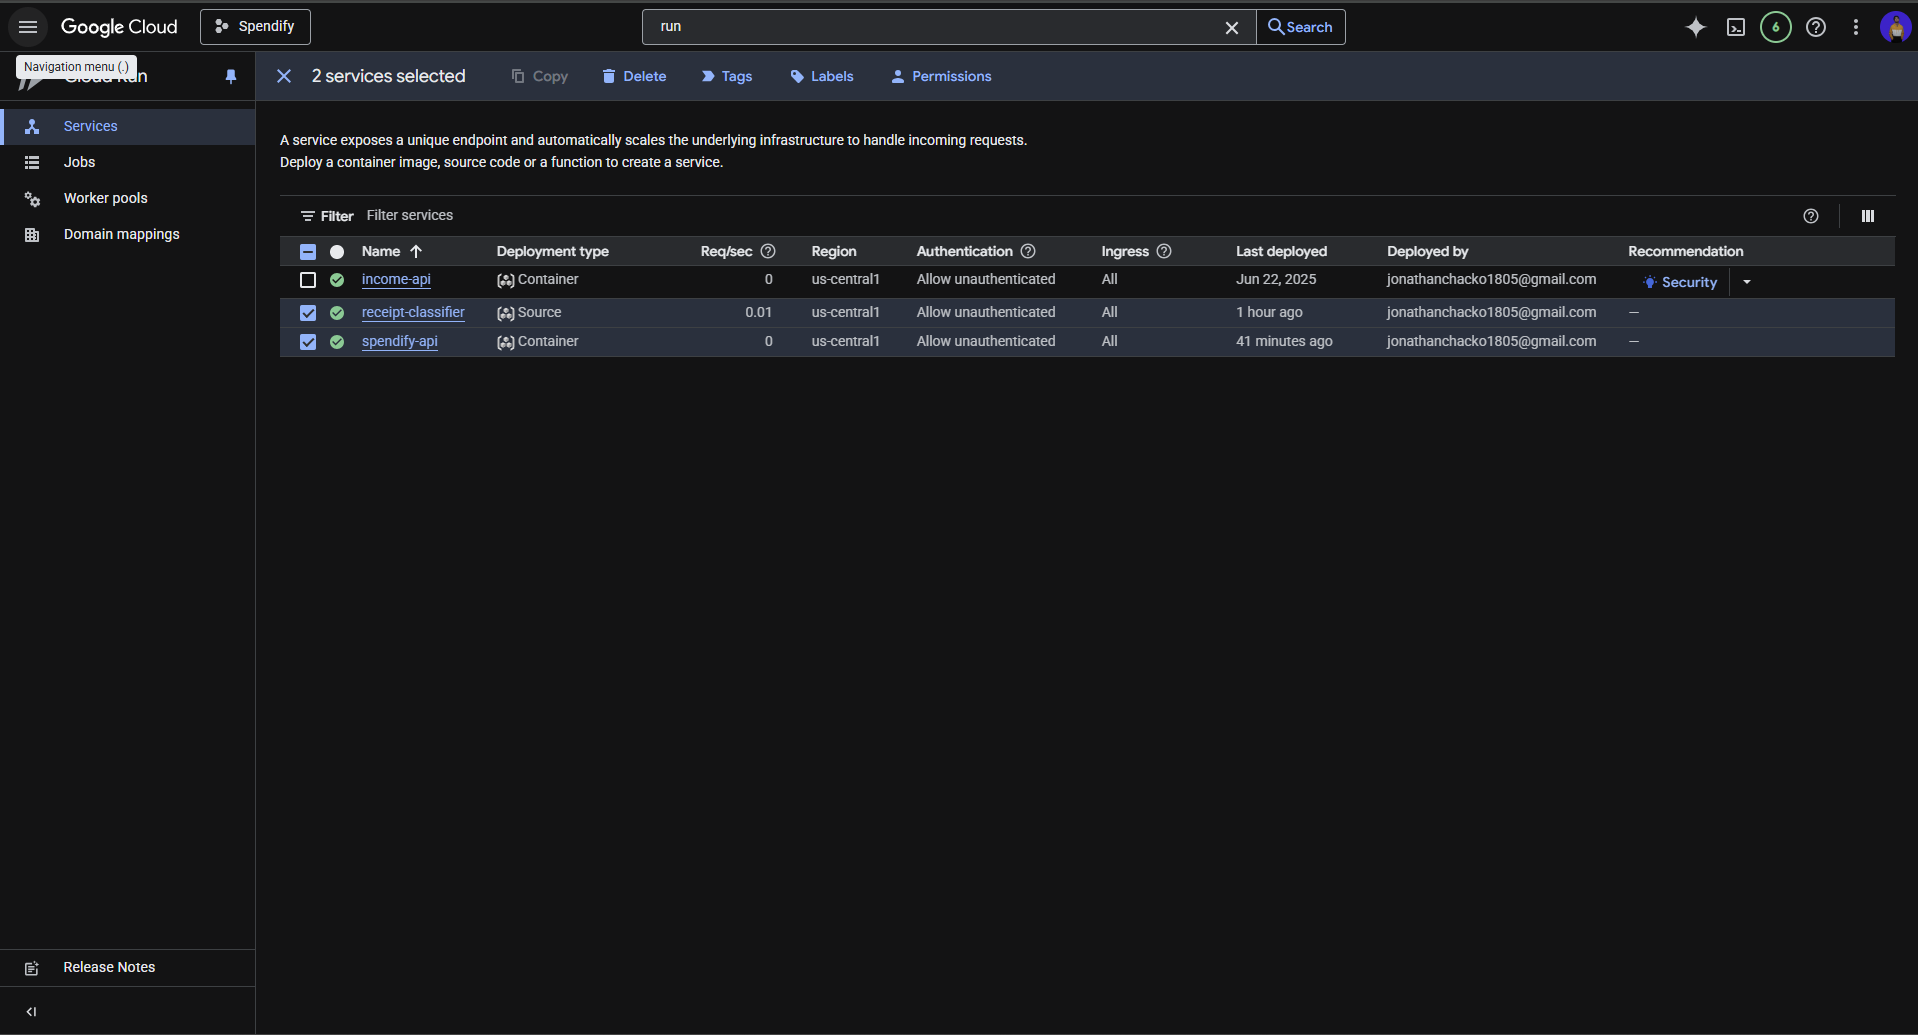 Google Cloud
Spendify
run
Search
6
Navigation menu (.)
Cloud Run
2 services selected
Copy
Delete
Tags
Labels
Permissions
Services
Jobs
Worker pools
Domain mappings
A service exposes a unique endpoint and automatically scales the underlying infrastructure to handle incoming requests.
Deploy a container image, source code or a function to create a service.
Filter Filter services
Name Deployment type Req/sec Region Authentication Ingress Last deployed Deployed by Recommendation
income-api Container 0 us-central1 Allow unauthenticated All Jun 22, 2025 jonathanchacko1805@gmail.com Security
receipt-classifier Source 0.01 us-central1 Allow unauthenticated All 1 hour ago jonathanchacko1805@gmail.com —
spendify-api Container 0 us-central1 Allow unauthenticated All 41 minutes ago jonathanchacko1805@gmail.com —
Release Notes